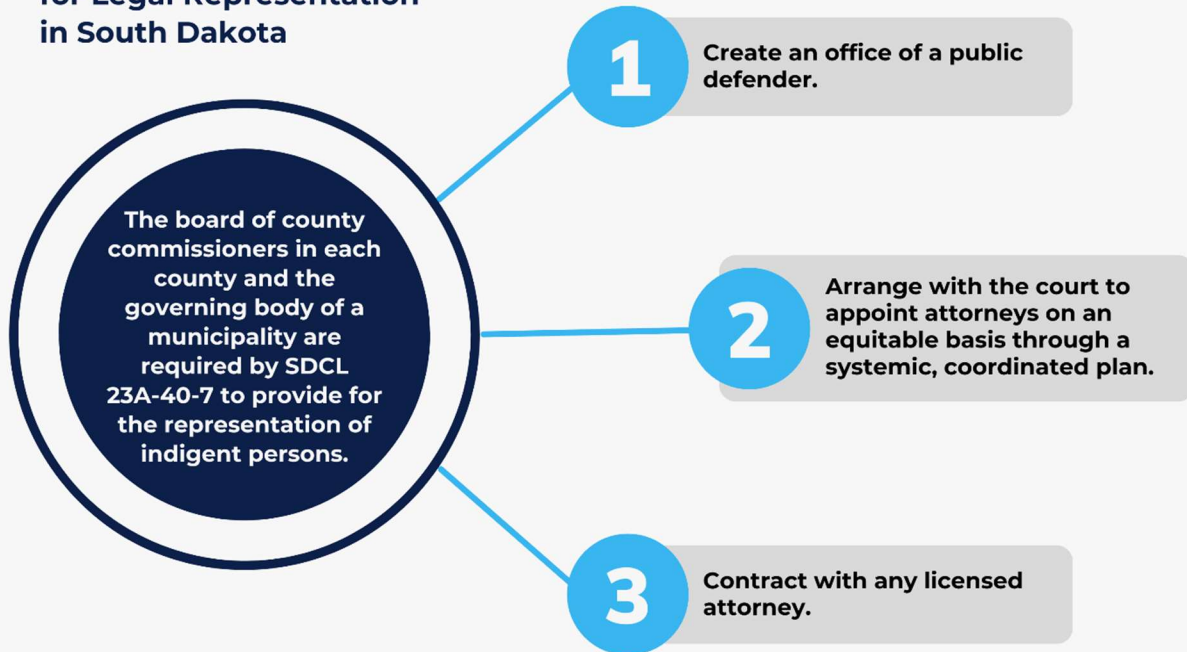 for Legal Representation
in South Dakota
1
Create an office of a public
defender.
The board of county
commissioners in each
county and the
governing body of a
municipality are
required by SDCL
23A-40-7 to provide for
the representation of
indigent persons.
2
Arrange with the court to
appoint attorneys on an
equitable basis through a
systemic, coordinated plan.
3
Contract with any licensed
attorney.